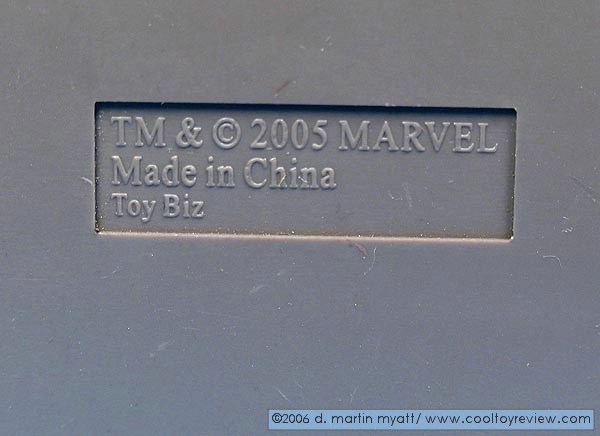 TM & © 2005 MARVEL
Made in China
Toy Biz
©2006 d. martin myatt/ www.cooltoyreview.com